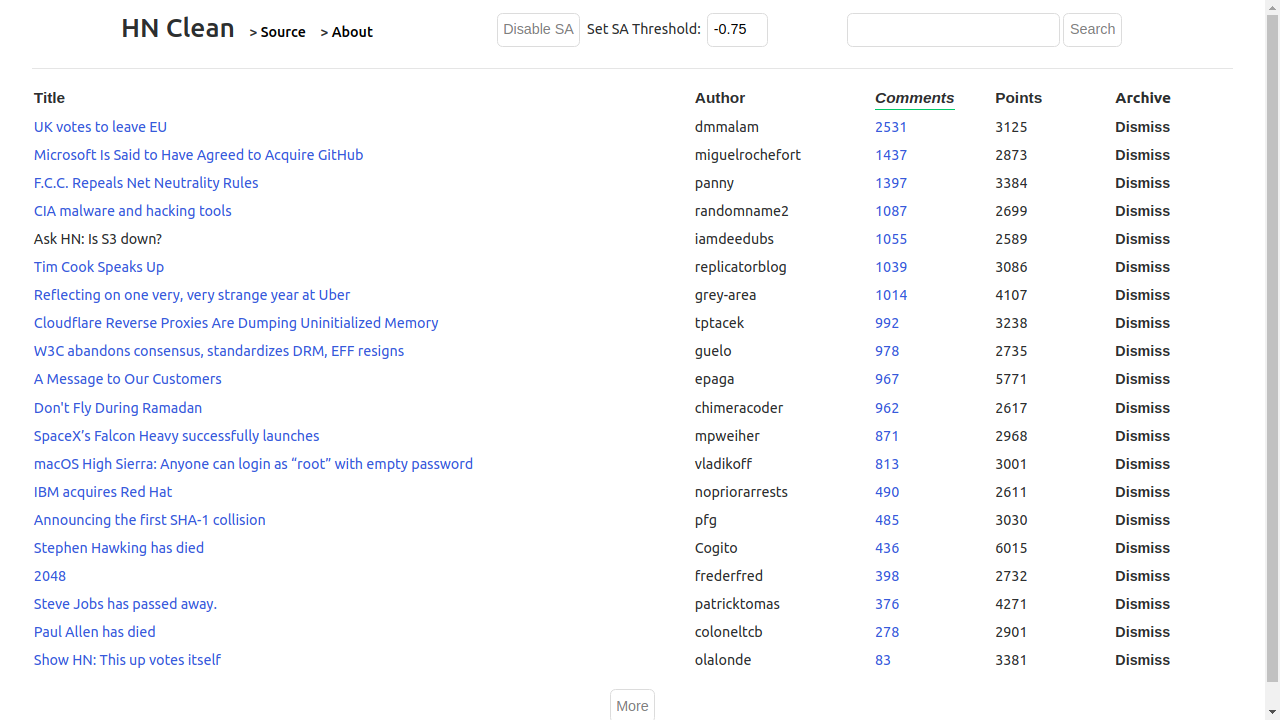 HN Clean > Source > About Disable SA Set SA Threshold: -0.75 Search
Title Author Comments Points Archive
UK votes to leave EU dmmalam 2531 3125 Dismiss
Microsoft Is Said to Have Agreed to Acquire GitHub miguelrochefort 1437 2873 Dismiss
F.C.C. Repeals Net Neutrality Rules panny 1397 3384 Dismiss
CIA malware and hacking tools randomname2 1087 2699 Dismiss
Ask HN: Is S3 down? iamdeedubs 1055 2589 Dismiss
Tim Cook Speaks Up replicatorblog 1039 3086 Dismiss
Reflecting on one very, very strange year at Uber grey-area 1014 4107 Dismiss
Cloudflare Reverse Proxies Are Dumping Uninitialized Memory tptacek 992 3238 Dismiss
W3C abandons consensus, standardizes DRM, EFF resigns guelo 978 2735 Dismiss
A Message to Our Customers epaga 967 5771 Dismiss
Don't Fly During Ramadan chimeracoder 962 2617 Dismiss
SpaceX’s Falcon Heavy successfully launches mpweiher 871 2968 Dismiss
macOS High Sierra: Anyone can login as “root” with empty password vladikoff 813 3001 Dismiss
IBM acquires Red Hat nopriorarrests 490 2611 Dismiss
Announcing the first SHA-1 collision pfg 485 3030 Dismiss
Stephen Hawking has died Cogito 436 6015 Dismiss
2048 frederfred 398 2732 Dismiss
Steve Jobs has passed away. patricktomas 376 4271 Dismiss
Paul Allen has died coloneltcb 278 2901 Dismiss
Show HN: This up votes itself olalonde 83 3381 Dismiss
More